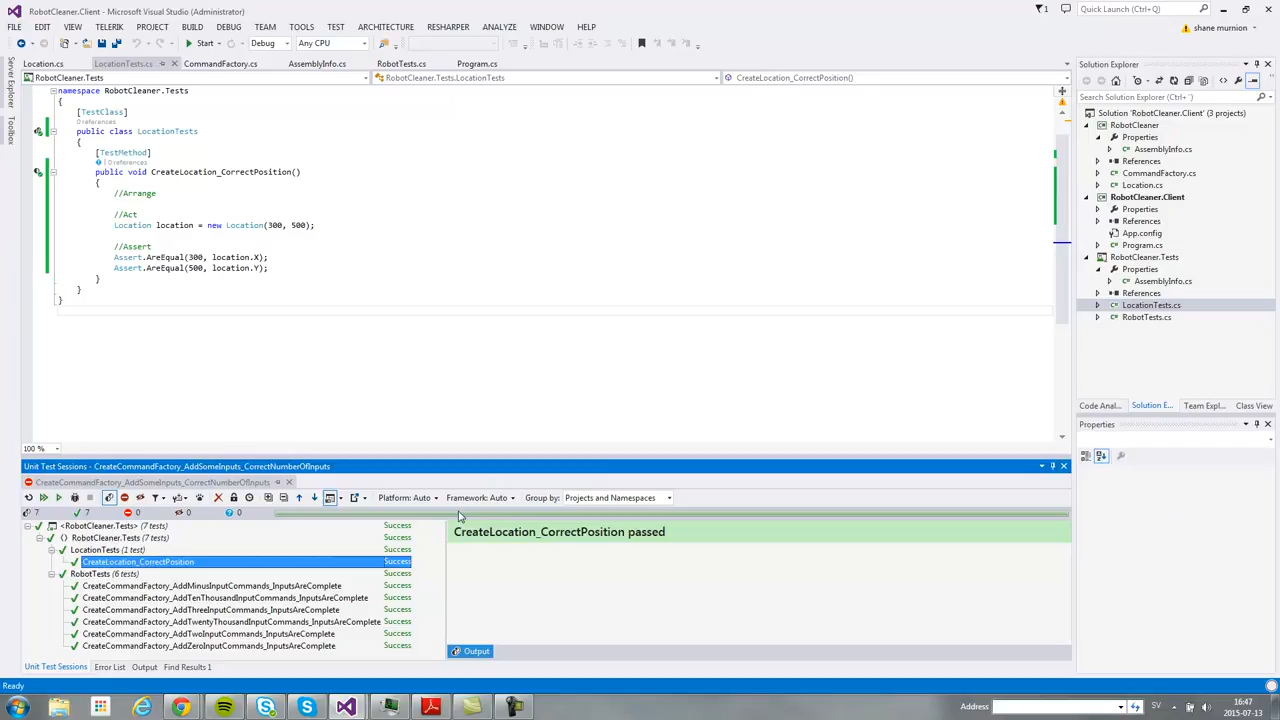 RobotCleaner.Client - Microsoft Visual Studio (Administrator)
1
Quick Launch (Ctrl+Q)
FILE EDIT VIEW TELERIK PROJECT BUILD DEBUG TEAM TOOLS TEST ARCHITECTURE RESHARPER ANALYZE WINDOW HELP
shane murnion
Start Debug Any CPU
Location.cs LocationTests.cs CommandFactory.cs AssemblyInfo.cs RobotTests.cs Program.cs
RobotCleaner.Tests RobotCleaner.Tests.LocationTests CreateLocation_CorrectPosition()
Server Explorer
Toolbox
namespace RobotCleaner.Tests
{
[TestClass]
0 references
public class LocationTests
{
[TestMethod]
0 references
public void CreateLocation_CorrectPosition()
{
//Arrange
//Act
Location location = new Location(300, 500);
//Assert
Assert.AreEqual(300, location.X);
Assert.AreEqual(500, location.Y);
}
}
}
100 %
Solution Explorer
Search Solution Explorer (Ctrl+¨)
Solution 'RobotCleaner.Client' (3 projects)
RobotCleaner
Properties
AssemblyInfo.cs
References
CommandFactory.cs
Location.cs
RobotCleaner.Client
Properties
References
App.config
Program.cs
RobotCleaner.Tests
Properties
AssemblyInfo.cs
References
LocationTests.cs
RobotTests.cs
Code Anal... Solution E... Team Expl... Class View
Properties
Unit Test Sessions - CreateCommandFactory_AddSomeInputs_CorrectNumberOfInputs
CreateCommandFactory_AddSomeInputs_CorrectNumberOfInputs
Platform: Auto Framework: Auto Group by: Projects and Namespaces
7 7 0 0 0
<RobotCleaner.Tests> (7 tests) Success
RobotCleaner.Tests (7 tests) Success
LocationTests (1 test) Success
CreateLocation_CorrectPosition Success
RobotTests (6 tests) Success
CreateCommandFactory_AddMinusInputCommands_InputsAreComplete Success
CreateCommandFactory_AddTenThousandInputCommands_InputsAreComplete Success
CreateCommandFactory_AddThreeInputCommands_InputsAreComplete Success
CreateCommandFactory_AddTwentyThousandInputCommands_InputsAreComplete Success
CreateCommandFactory_AddTwoInputCommands_InputsAreComplete Success
CreateCommandFactory_AddZeroInputCommands_InputsAreComplete Success
CreateLocation_CorrectPosition passed
Output
Unit Test Sessions Error List Output Find Results 1
Ready
Address
SV
16:47
2015-07-13